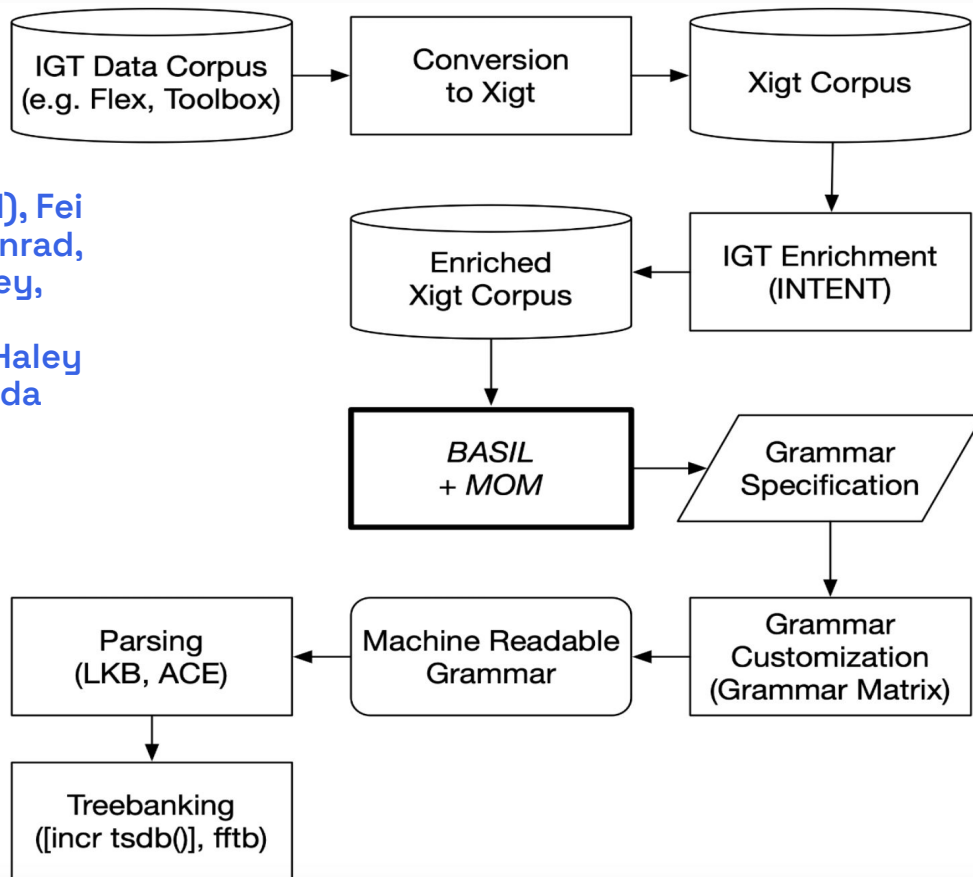 IGT Data Corpus
(e.g. Flex, Toolbox)
Conversion
to Xigt
Xigt Corpus
), Fei
nrad,
ey,
Haley
da
Enriched
Xigt Corpus
IGT Enrichment
(INTENT)
BASIL
+ MOM
Grammar
Specification
Parsing
(LKB, ACE)
Machine Readable
Grammar
Grammar
Customization
(Grammar Matrix)
Treebanking
([incr tsdb()], fftb)